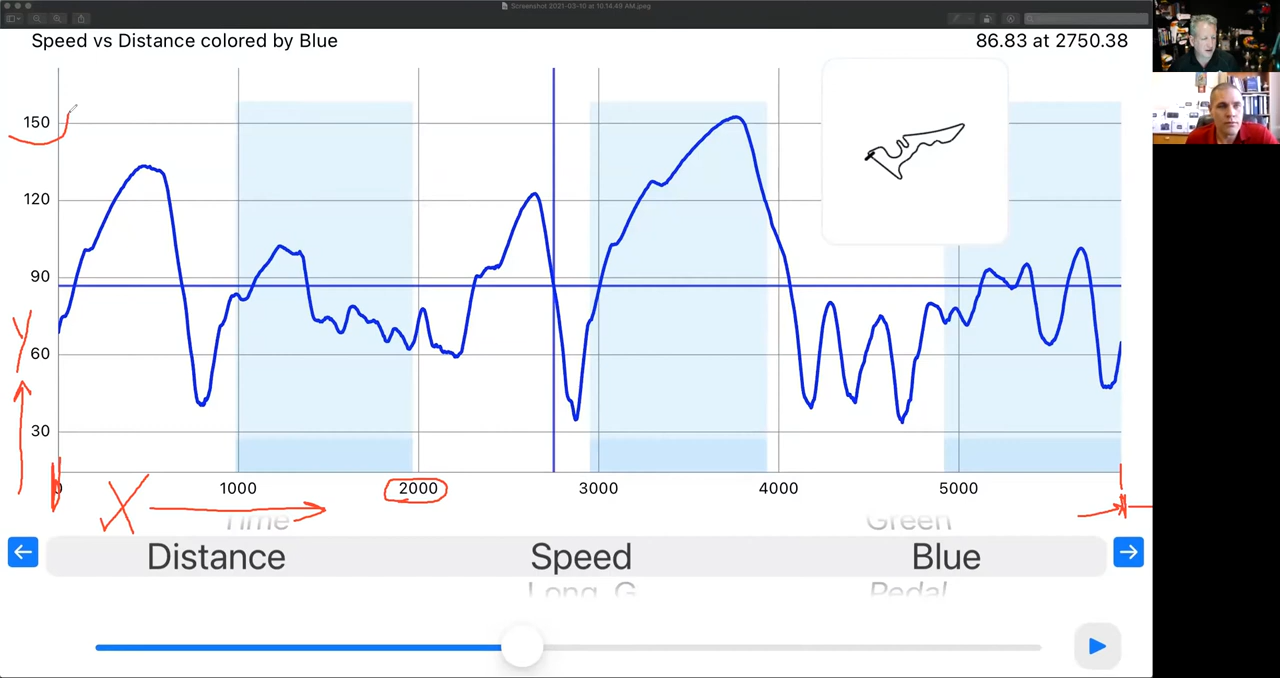 Screenshot 2021-03-10 at 10.14.49 AM.jpeg
Speed vs Distance colored by Blue
86.83 at 2750.38
150
120
90
60
30
Y
0 1000 2000 3000 4000 5000
X
Time Green
Distance Speed Blue
Long. G Pedal